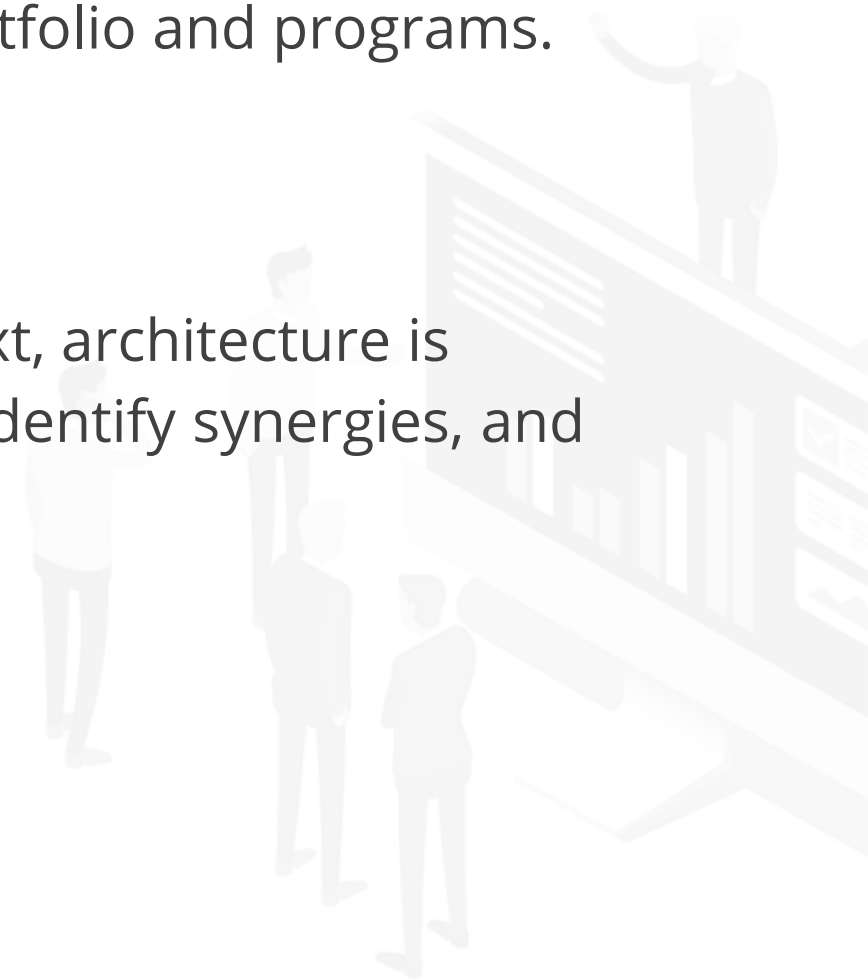 tfolio and programs.
xt, architecture is
dentify synergies, and